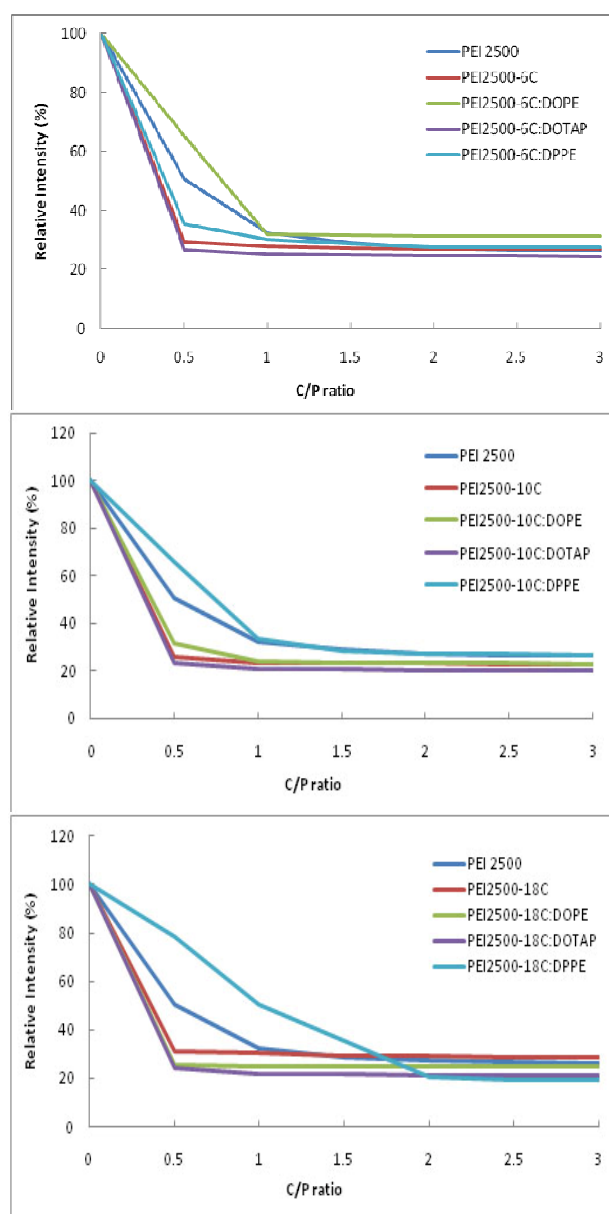 100
80
60
40
20
0
Relative Intensity (%)
PEI 2500
PEI2500-6C
PEI2500-6C:DOPE
PEI2500-6C:DOTAP
PEI2500-6C:DPPE
0 0.5 1 1.5 2 2.5 3
C/P ratio
120
100
80
60
40
20
0
Relative Intensity (%)
PEI 2500
PEI2500-10C
PEI2500-10C:DOPE
PEI2500-10C:DOTAP
PEI2500-10C:DPPE
0 0.5 1 1.5 2 2.5 3
C/P ratio
120
100
80
60
40
20
0
Relative Intensity (%)
PEI 2500
PEI2500-18C
PEI2500-18C:DOPE
PEI2500-18C:DOTAP
PEI2500-18C:DPPE
0 0.5 1 1.5 2 2.5 3
C/P ratio